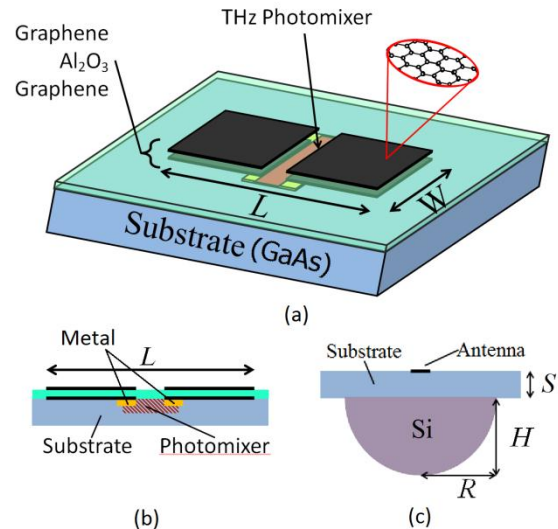 Graphene
Al₂O₃
Graphene
THz Photomixer
L
W
Substrate (GaAs)
(a)
Metal
L
Substrate
Photomixer
(b)
Substrate
Antenna
S
Si
H
R
(c)